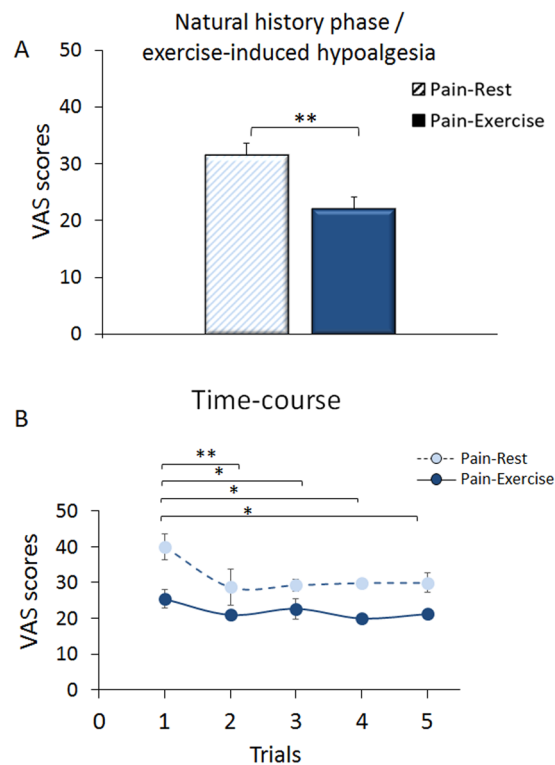 A
Natural history phase /
exercise-induced hypoalgesia
50
40
30
20
10
0
VAS scores
**
Pain-Rest
Pain-Exercise
B
Time-course
**
*
*
*
Pain-Rest
Pain-Exercise
50
40
30
20
10
0
VAS scores
0 1 2 3 4 5
Trials